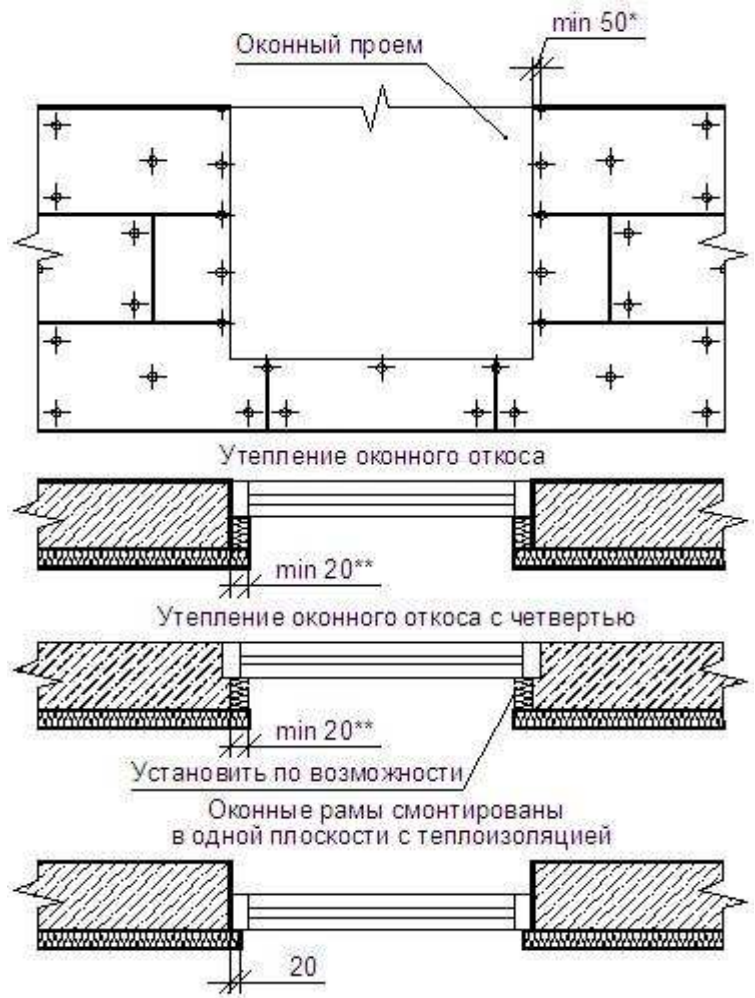 min 50*
Оконный проем
Утепление оконного откоса
min 20**
Утепление оконного откоса с четвертью
min 20**
Установить по возможности
Оконные рамы смонтированы
в одной плоскости с теплоизоляцией
20